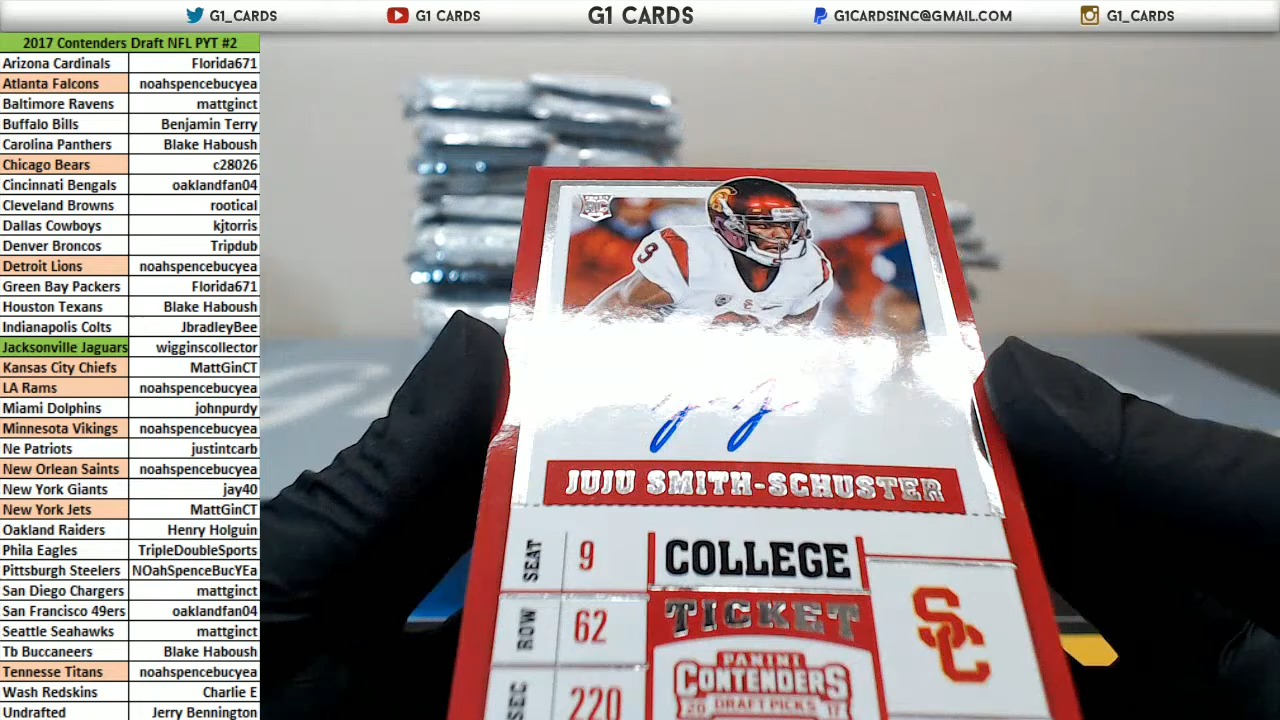 G1_CARDS
G1 CARDS
G1 CARDS
G1CARDSINC@GMAIL.COM
G1_CARDS
2017 Contenders Draft NFL PYT #2
Arizona Cardinals Florida671
Atlanta Falcons noahspencebucyea
Baltimore Ravens mattginct
Buffalo Bills Benjamin Terry
Carolina Panthers Blake Haboush
Chicago Bears c28026
Cincinnati Bengals oaklandfan04
Cleveland Browns rootical
Dallas Cowboys kjtorris
Denver Broncos Tripdub
Detroit Lions noahspencebucyea
Green Bay Packers Florida671
Houston Texans Blake Haboush
Indianapolis Colts JbradleyBee
Jacksonville Jaguars wigginscollector
Kansas City Chiefs MattGinCT
LA Rams noahspencebucyea
Miami Dolphins johnpurdy
Minnesota Vikings noahspencebucyea
Ne Patriots justintcarb
New Orlean Saints noahspencebucyea
New York Giants jay40
New York Jets MattGinCT
Oakland Raiders Henry Holguin
Phila Eagles TripleDoubleSports
Pittsburgh Steelers NOahSpenceBucYEa
San Diego Chargers mattginct
San Francisco 49ers oaklandfan04
Seattle Seahawks mattginct
Tb Buccaneers Blake Haboush
Tennesse Titans noahspencebucyea
Wash Redskins Charlie E
Undrafted Jerry Bennington
9
JJ
JUJU SMITH-SCHUSTER
SEAT 9
ROW 62
SEC 220
COLLEGE
TICKET
PANINI
CONTENDERS
20 DRAFT PICKS 17
SC